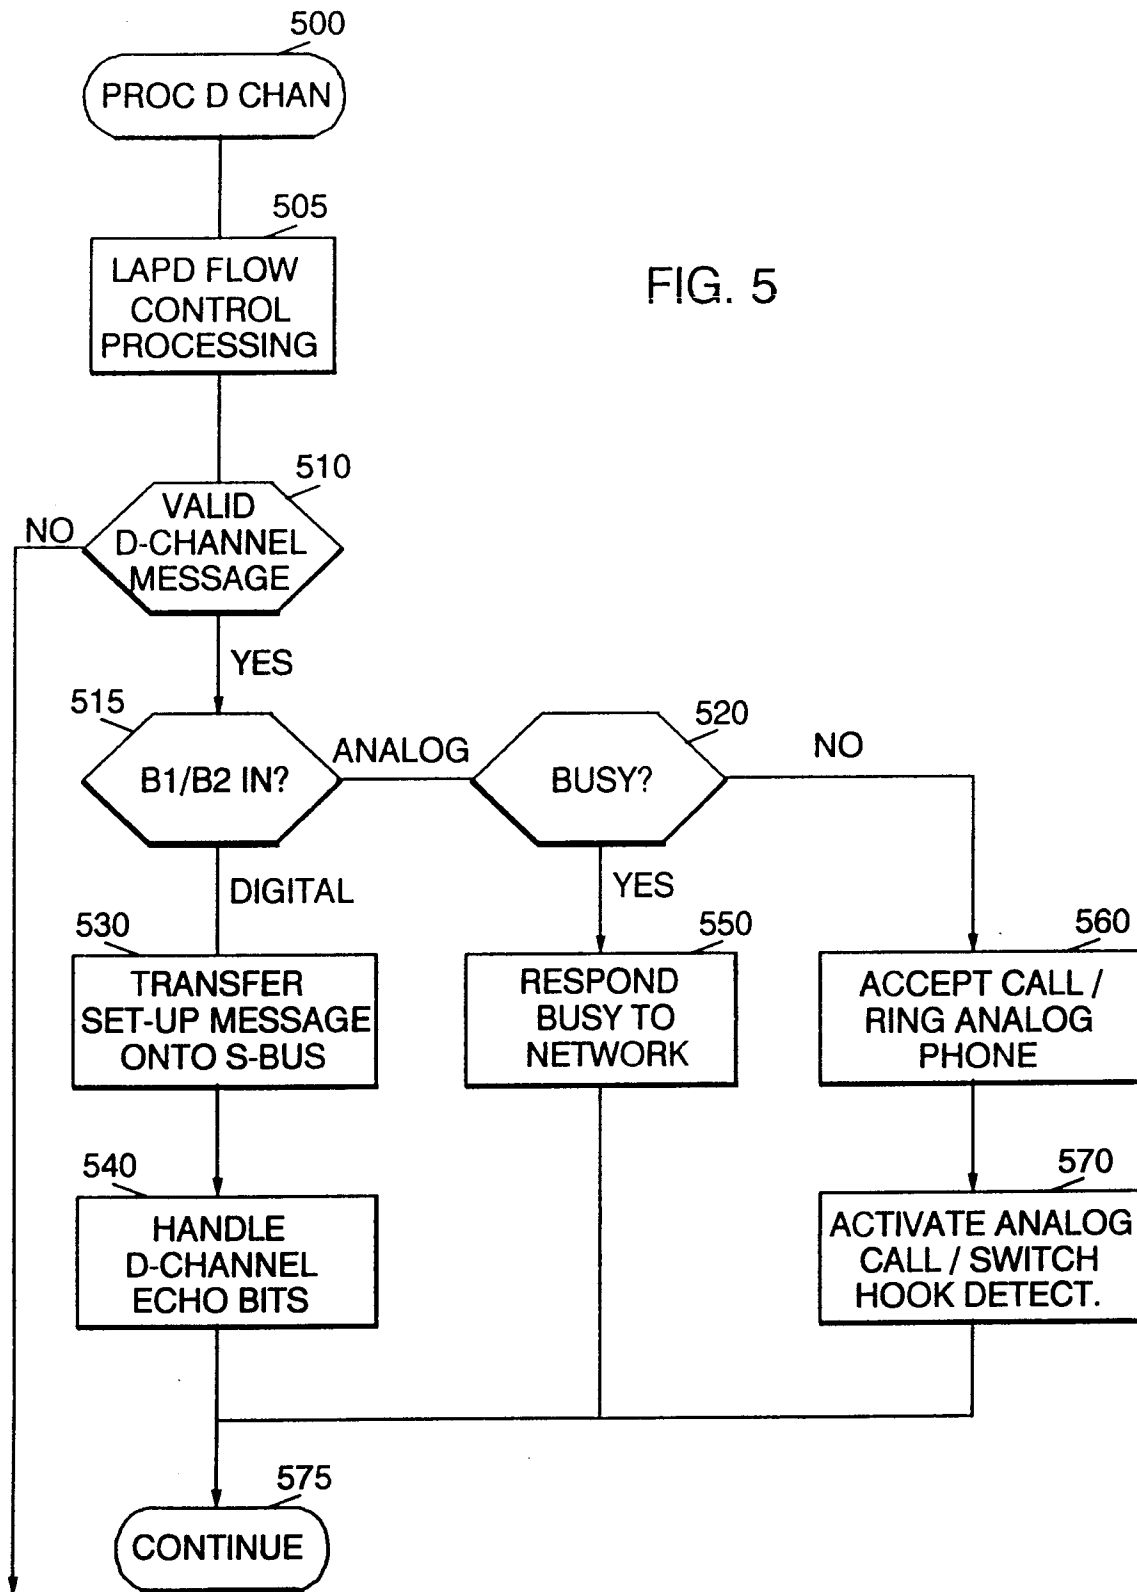 500
PROC D CHAN
505
LAPD FLOW
CONTROL
PROCESSING
FIG. 5
510
VALID
D-CHANNEL
MESSAGE
NO
YES
515
B1/B2 IN?
ANALOG
520
BUSY?
NO
DIGITAL
YES
530
TRANSFER
SET-UP MESSAGE
ONTO S-BUS
550
RESPOND
BUSY TO
NETWORK
560
ACCEPT CALL /
RING ANALOG
PHONE
540
HANDLE
D-CHANNEL
ECHO BITS
570
ACTIVATE ANALOG
CALL / SWITCH
HOOK DETECT.
575
CONTINUE